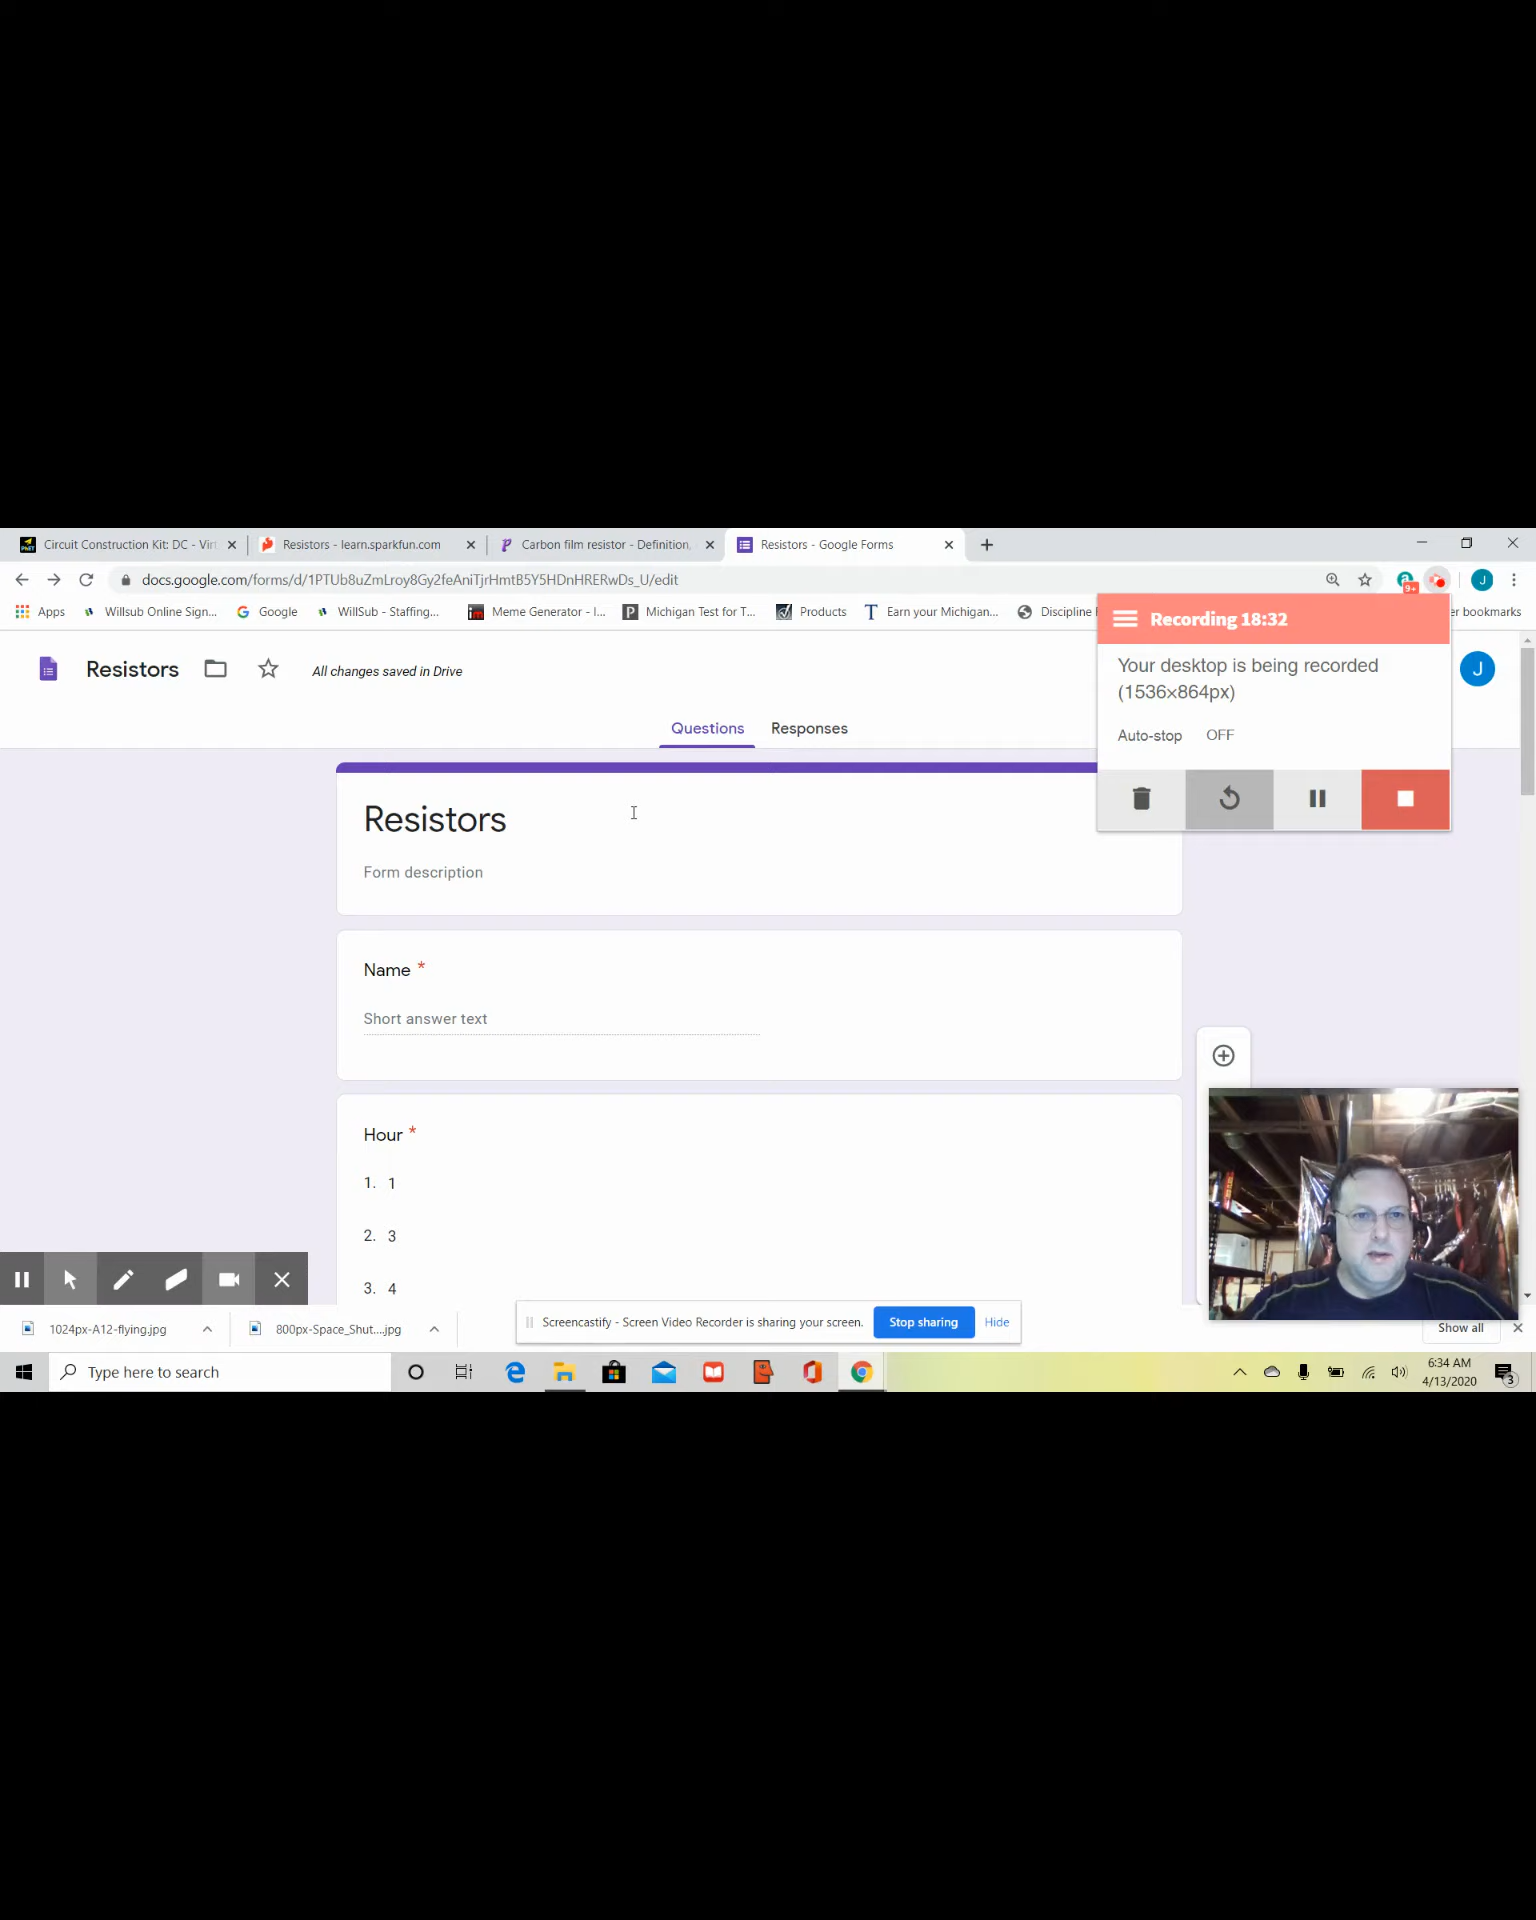 Circuit Construction Kit: DC - Virt
Resistors - learn.sparkfun.com
Carbon film resistor - Definition,
Resistors - Google Forms
docs.google.com/forms/d/1PTUb8uZmLroy8Gy2feAniTjrHmtB5Y5HDnHRERwDs_U/edit
9+
J
Apps
Willsub Online Sign...
Google
WillSub - Staffing...
Meme Generator - I...
Michigan Test for T...
Products
Earn your Michigan...
Discipline
er bookmarks
Recording 18:32
Your desktop is being recorded
(1536×864px)
Auto-stop OFF
Resistors
All changes saved in Drive
J
Questions
Responses
Resistors
Form description
Name *
Short answer text
Hour *
1. 1
2. 3
3. 4
1024px-A12-flying.jpg
800px-Space_Shut....jpg
Screencastify - Screen Video Recorder is sharing your screen.
Stop sharing
Hide
Show all
Type here to search
6:34 AM
4/13/2020
3